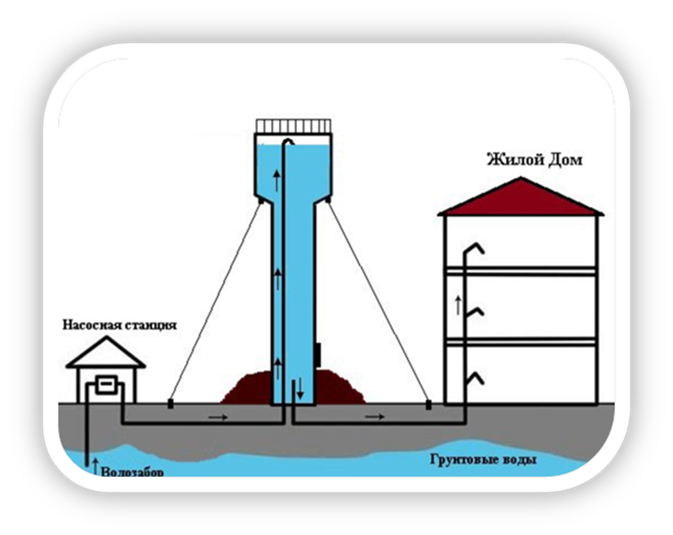 Жилой Дом
Насосная станция
Грунтовые воды
Водозабор